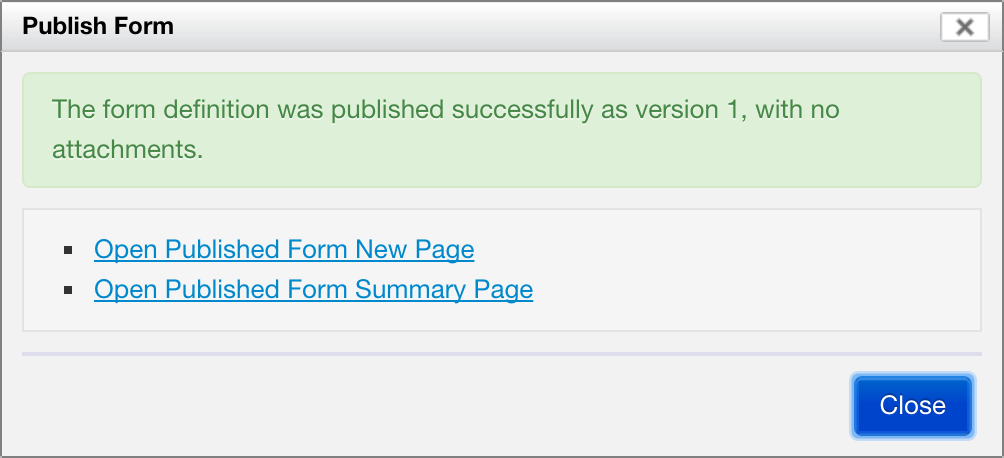 Publish Form
The form definition was published successfully as version 1, with no
attachments.
Open Published Form New Page
Open Published Form Summary Page
Close